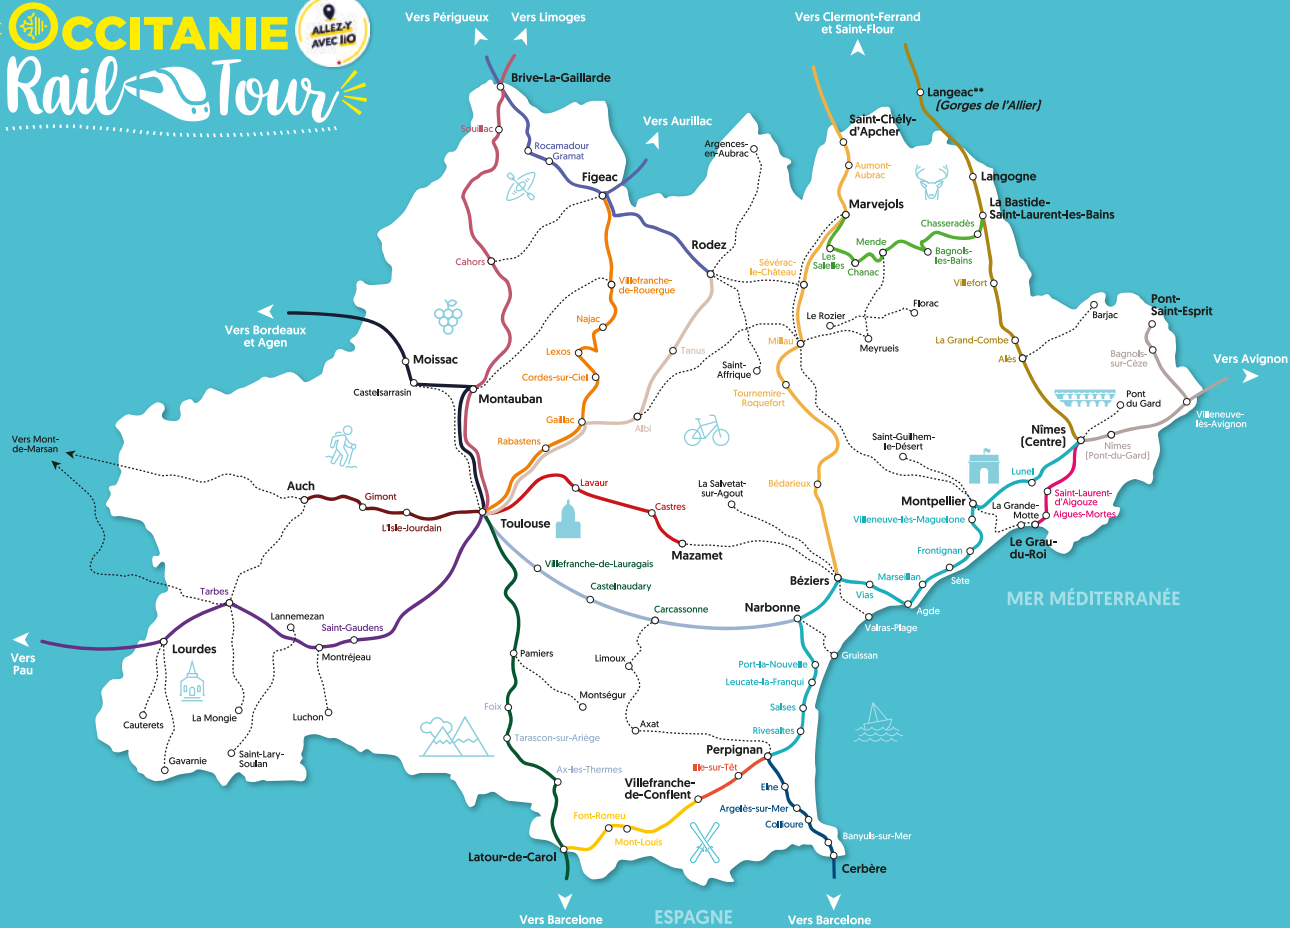 OCCITANIE
ALLEZ-Y
AVEC liO
Rail Tour
Vers Périgueux
Vers Limoges
Vers Clermont-Ferrand
et Saint-Flour
Brive-La-Gaillarde
Langeac**
(Gorges de l'Allier)
Souillac
Vers Aurillac
Saint-Chély-
d'Apcher
Rocamadour
Gramat
Argences-
en-Aubrac
Aumont-
Aubrac
Figeac
Langogne
Marvejols
La Bastide-
Saint-Laurent-les-Bains
Chasseradès
Rodez
Mende
Cahors
Sévérac-
le-Château
Les
Salelles
Chanac
Bagnols-
les-Bains
Villefranche-
de-Rouergue
Villefort
Florac
Barjac
Pont-
Saint-Esprit
Najac
Le Rozier
Vers Bordeaux
et Agen
Moissac
Lexos
Tanus
Millau
Meyrueis
La Grand-Combe
Alès
Bagnols-
sur-Cèze
Vers Avignon
Castelsarrasin
Cordes-sur-Ciel
Saint-
Affrique
Montauban
Tournemire-
Roquefort
Pont
du Gard
Villeneuve-
lès-Avignon
Gaillac
Albi
Vers Mont-
de-Marsan
Rabastens
Saint-Guilhem-
le-Désert
Nîmes
(Centre)
Nîmes
(Pont-du-Gard)
Lunel
Auch
Gimont
Lavaur
La Salvetat-
sur-Agout
Bédarieux
Montpellier
Saint-Laurent-
d'Aigouze
L'Isle-Jourdain
Toulouse
Castres
Villeneuve-lès-Maguelone
La Grande-
Motte
Aigues-Mortes
Mazamet
Le Grau-
du-Roi
Frontignan
Villefranche-de-Lauragais
Castelnaudary
Béziers
Marseillan
Sète
Tarbes
Vias
Agde
MER MÉDITERRANÉE
Lannemezan
Saint-Gaudens
Carcassonne
Narbonne
Valras-Plage
Vers
Pau
Lourdes
Montréjeau
Pamiers
Limoux
Gruissan
Port-la-Nouvelle
Leucate-la-Franqui
Cauterets
La Mongie
Luchon
Foix
Montségur
Salses
Axat
Rivesaltes
Gavarnie
Saint-Lary-
Soulan
Tarascon-sur-Ariège
Perpignan
Ax-les-Thermes
Ille-sur-Têt
Villefranche-
de-Conflent
Elne
Argelès-sur-Mer
Font-Romeu
Collioure
Mont-Louis
Banyuls-sur-Mer
Latour-de-Carol
Cerbère
Vers Barcelone
ESPAGNE
Vers Barcelone